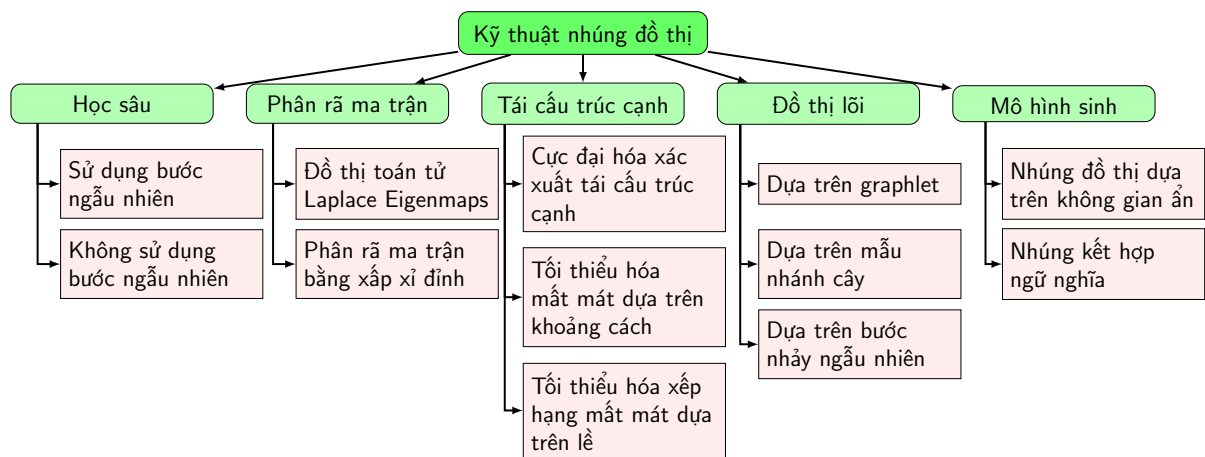 Kỹ thuật nhúng đồ thị
Học sâu
Sử dụng bước
ngẫu nhiên
Không sử dụng
bước ngẫu nhiên
Phân rã ma trận
Đồ thị toán tử
Laplace Eigenmaps
Phân rã ma trận
bằng xấp xỉ đỉnh
Tái cấu trúc cạnh
Cực đại hóa xác
xuất tái cấu trúc
cạnh
Tối thiểu hóa
mất mát dựa trên
khoảng cách
Tối thiểu hóa xếp
hạng mất mát dựa
trên lề
Đồ thị lõi
Dựa trên graphlet
Dựa trên mẫu
nhánh cây
Dựa trên bước
nhảy ngẫu nhiên
Mô hình sinh
Nhúng đồ thị dựa
trên không gian ẩn
Nhúng kết hợp
ngữ nghĩa